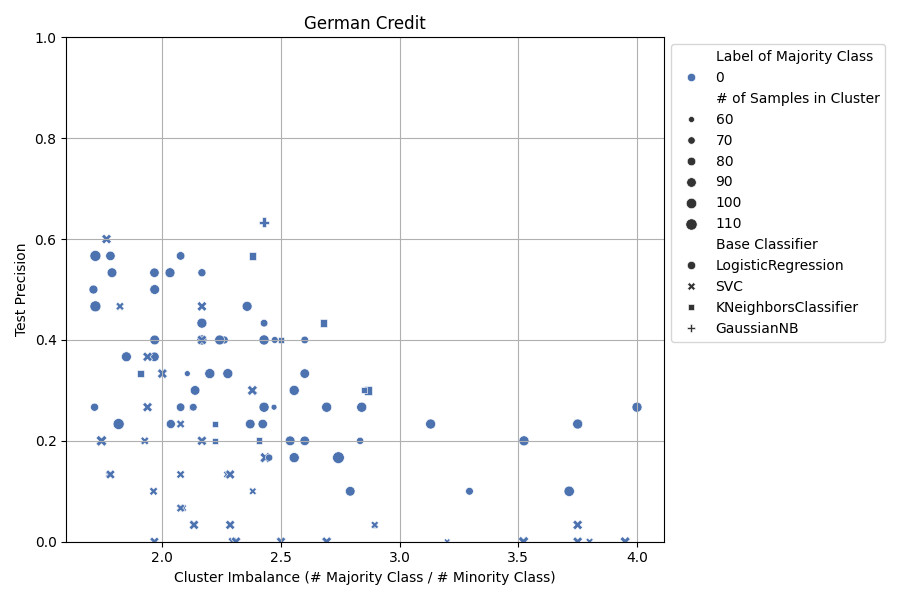 German Credit
Test Precision
1.0
0.8
0.6
0.4
0.2
0.0
2.0 2.5 3.0 3.5 4.0
Cluster Imbalance (# Majority Class / # Minority Class)
Label of Majority Class
0
# of Samples in Cluster
60
70
80
90
100
110
Base Classifier
LogisticRegression
SVC
KNeighborsClassifier
GaussianNB